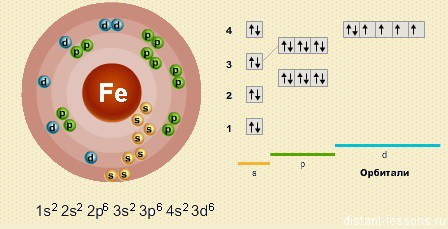 d d
p
d p p
p p
p
p
d p
Fe
s
p s p
d p s p
s
d s s
s s
1s² 2s² 2p⁶ 3s² 3p⁶ 4s² 3d⁶
4
3
2
1
s p d
Орбитали
distant-lessons.ru